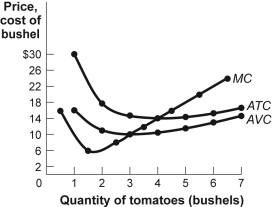 Price,
cost of
bushel
$30
26
22
18
14
10
6
2
MC
ATC
AVC
0 1 2 3 4 5 6 7
Quantity of tomatoes (bushels)